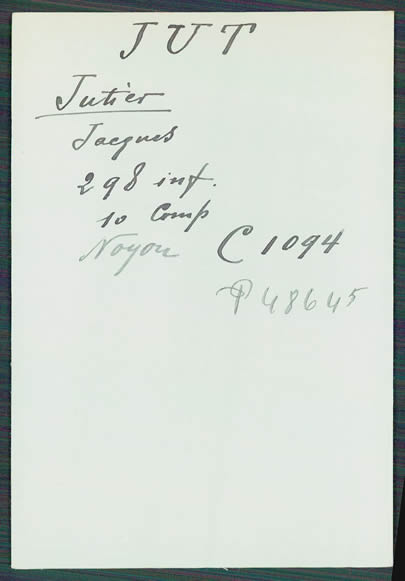 JUT
Jutier
Jacques
298 inf.
10 Comp
Noyon C 1094
P 48645